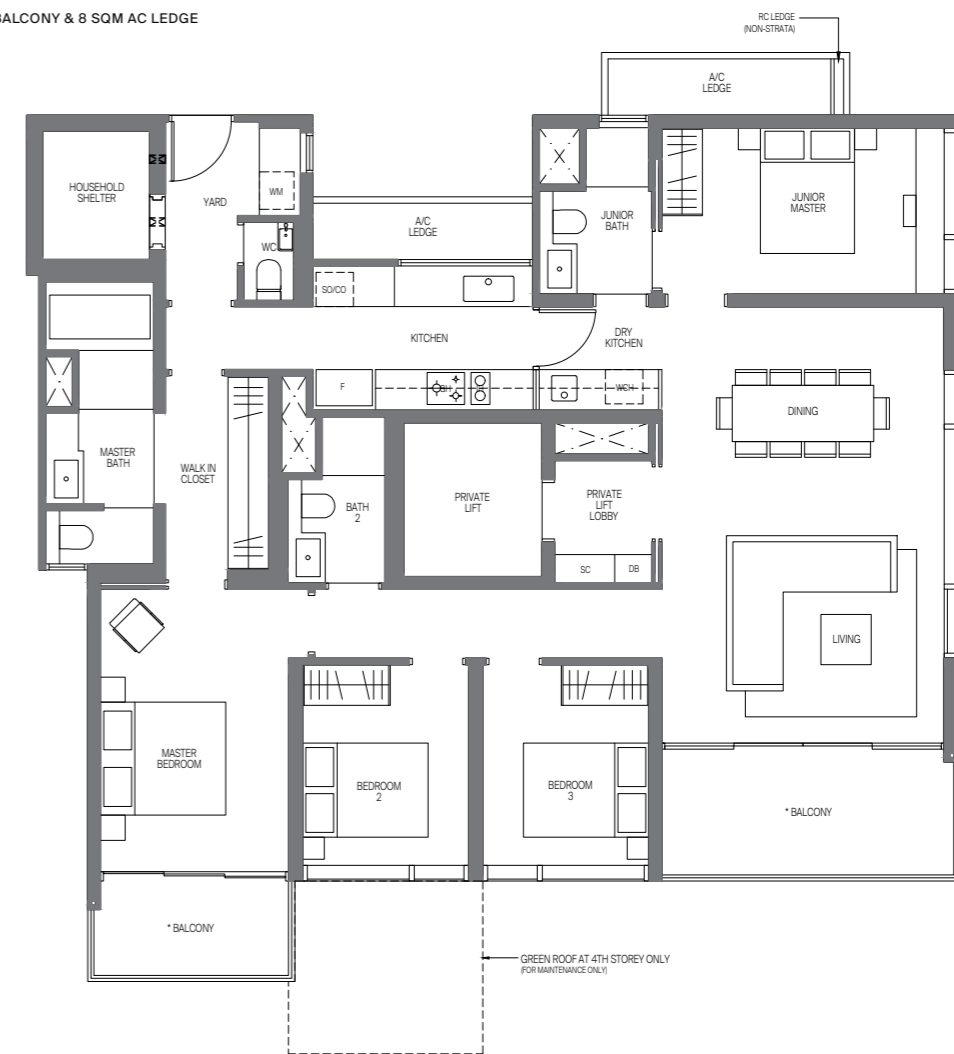 BALCONY & 8 SQM AC LEDGE
RC LEDGE
(NON-STRATA)
A/C
LEDGE
HOUSEHOLD
SHELTER
YARD
WM
WC
A/C
LEDGE
JUNIOR
BATH
JUNIOR
MASTER
SO/CO
KITCHEN
DRY
KITCHEN
F
WCH
DINING
MASTER
BATH
WALK IN
CLOSET
BATH
2
PRIVATE
LIFT
PRIVATE
LIFT
LOBBY
SC
DB
LIVING
MASTER
BEDROOM
BEDROOM
2
BEDROOM
3
* BALCONY
* BALCONY
GREEN ROOF AT 4TH STOREY ONLY
(FOR MAINTENANCE ONLY)